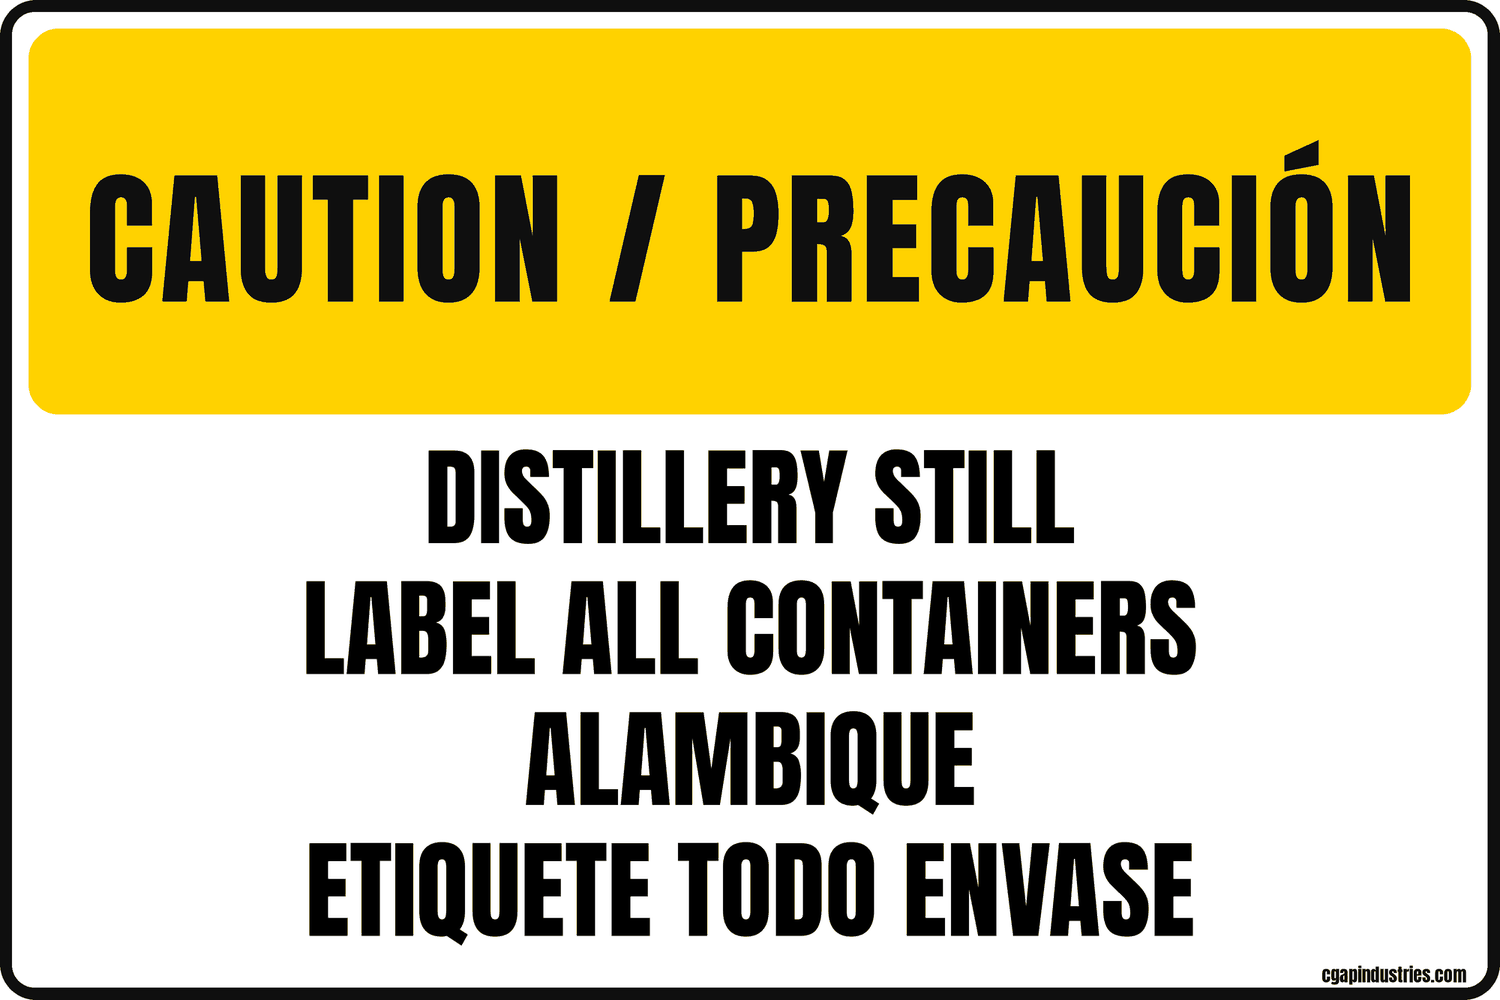 CAUTION / PRECAUCIÓN
DISTILLERY STILL
LABEL ALL CONTAINERS
ALAMBIQUE
ETIQUETE TODO ENVASE
cgapindustries.com